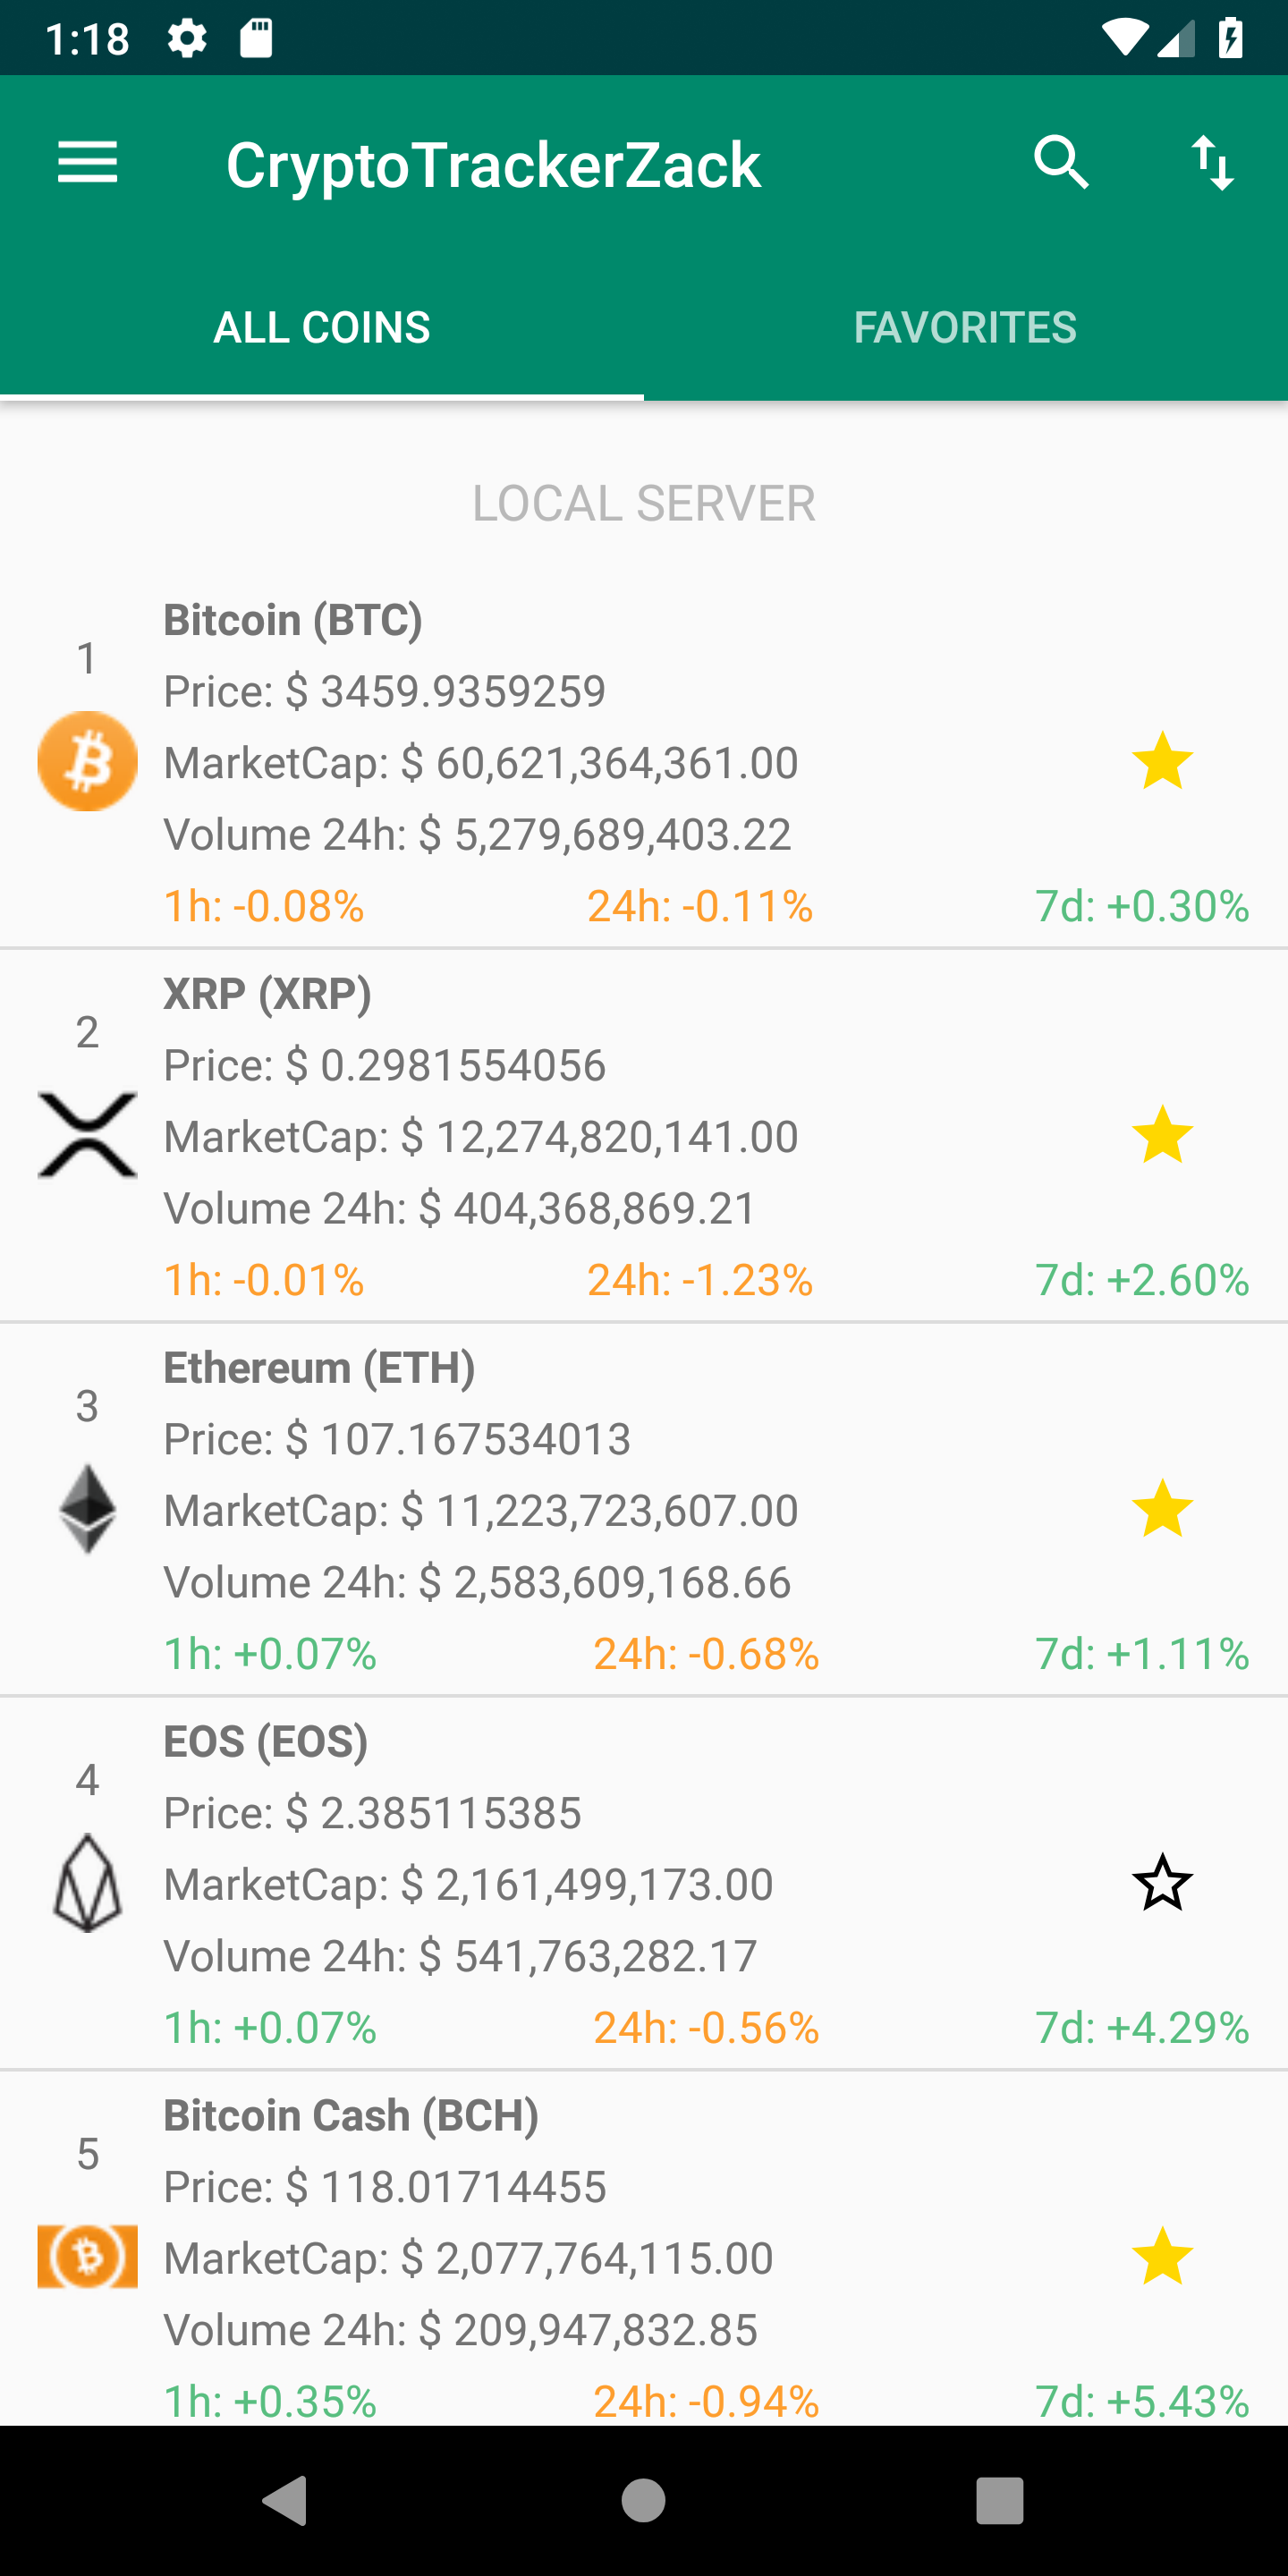 1:18
CryptoTrackerZack
ALL COINS
FAVORITES
LOCAL SERVER
1
Bitcoin (BTC)
Price: $ 3459.9359259
MarketCap: $ 60,621,364,361.00
Volume 24h: $ 5,279,689,403.22
1h: -0.08% 24h: -0.11% 7d: +0.30%
2
XRP (XRP)
Price: $ 0.2981554056
MarketCap: $ 12,274,820,141.00
Volume 24h: $ 404,368,869.21
1h: -0.01% 24h: -1.23% 7d: +2.60%
3
Ethereum (ETH)
Price: $ 107.167534013
MarketCap: $ 11,223,723,607.00
Volume 24h: $ 2,583,609,168.66
1h: +0.07% 24h: -0.68% 7d: +1.11%
4
EOS (EOS)
Price: $ 2.385115385
MarketCap: $ 2,161,499,173.00
Volume 24h: $ 541,763,282.17
1h: +0.07% 24h: -0.56% 7d: +4.29%
5
Bitcoin Cash (BCH)
Price: $ 118.01714455
MarketCap: $ 2,077,764,115.00
Volume 24h: $ 209,947,832.85
1h: +0.35% 24h: -0.94% 7d: +5.43%